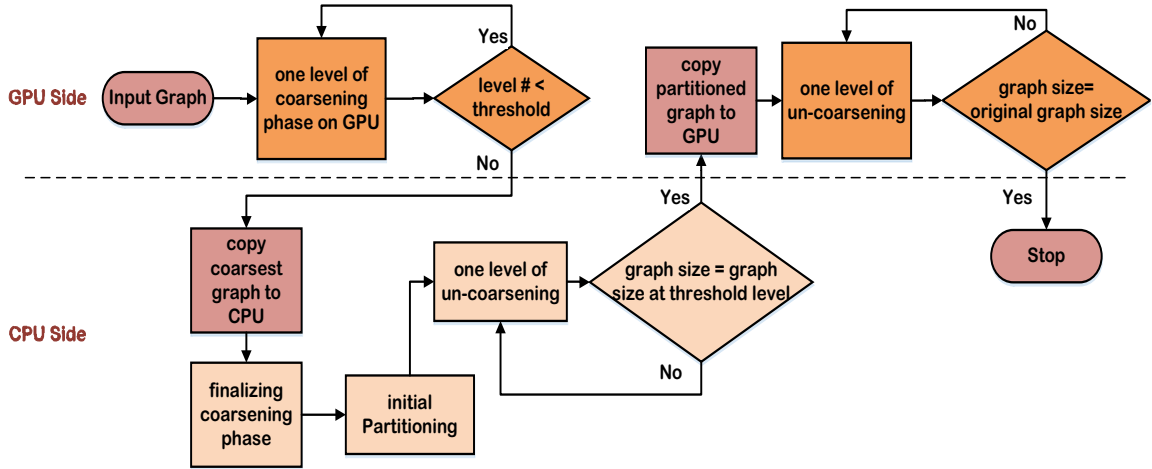 GPU Side
Input Graph
one level of
coarsening
phase on GPU
Yes
level # <
threshold
No
copy
partitioned
graph to
GPU
one level of
un-coarsening
No
graph size=
original graph size
Yes
Stop
CPU Side
copy
coarsest
graph to
CPU
finalizing
coarsening
phase
initial
Partitioning
one level of
un-coarsening
Yes
graph size = graph
size at threshold level
No